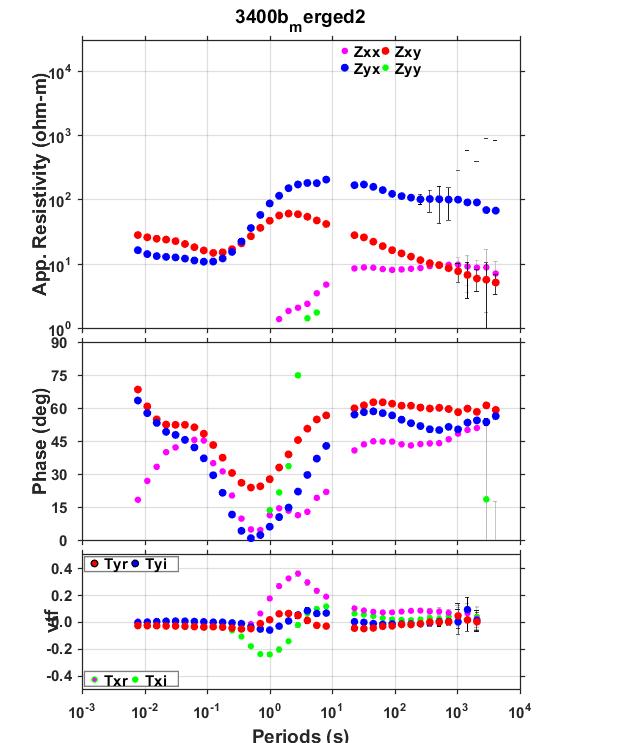 3400b_merged2
Zxx Zxy
Zyx Zyy
10^4
10^3
10^2
10^1
10^0
App. Resistivity (ohm-m)
90
75
60
45
30
15
0
Phase (deg)
Tyr Tyi
0.4
0.2
0.0
-0.2
-0.4
vtf
Txr Txi
10^-3 10^-2 10^-1 10^0 10^1 10^2 10^3 10^4
Periods (s)